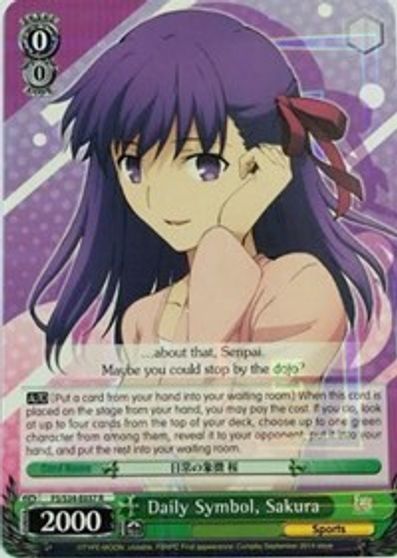 0
0
...about that, Senpai.
Maybe you could stop by the dojo?
AUTO [Put a card from your hand into your waiting room] When this card is
placed on the stage from your hand, you may pay the cost. If you do, look
at up to four cards from the top of your deck, choose up to one green
character from among them, reveal it to your opponent, put it into your
hand, and put the rest into your waiting room.
Card Name
日常の象徴 桜
2000
Daily Symbol, Sakura
Sports